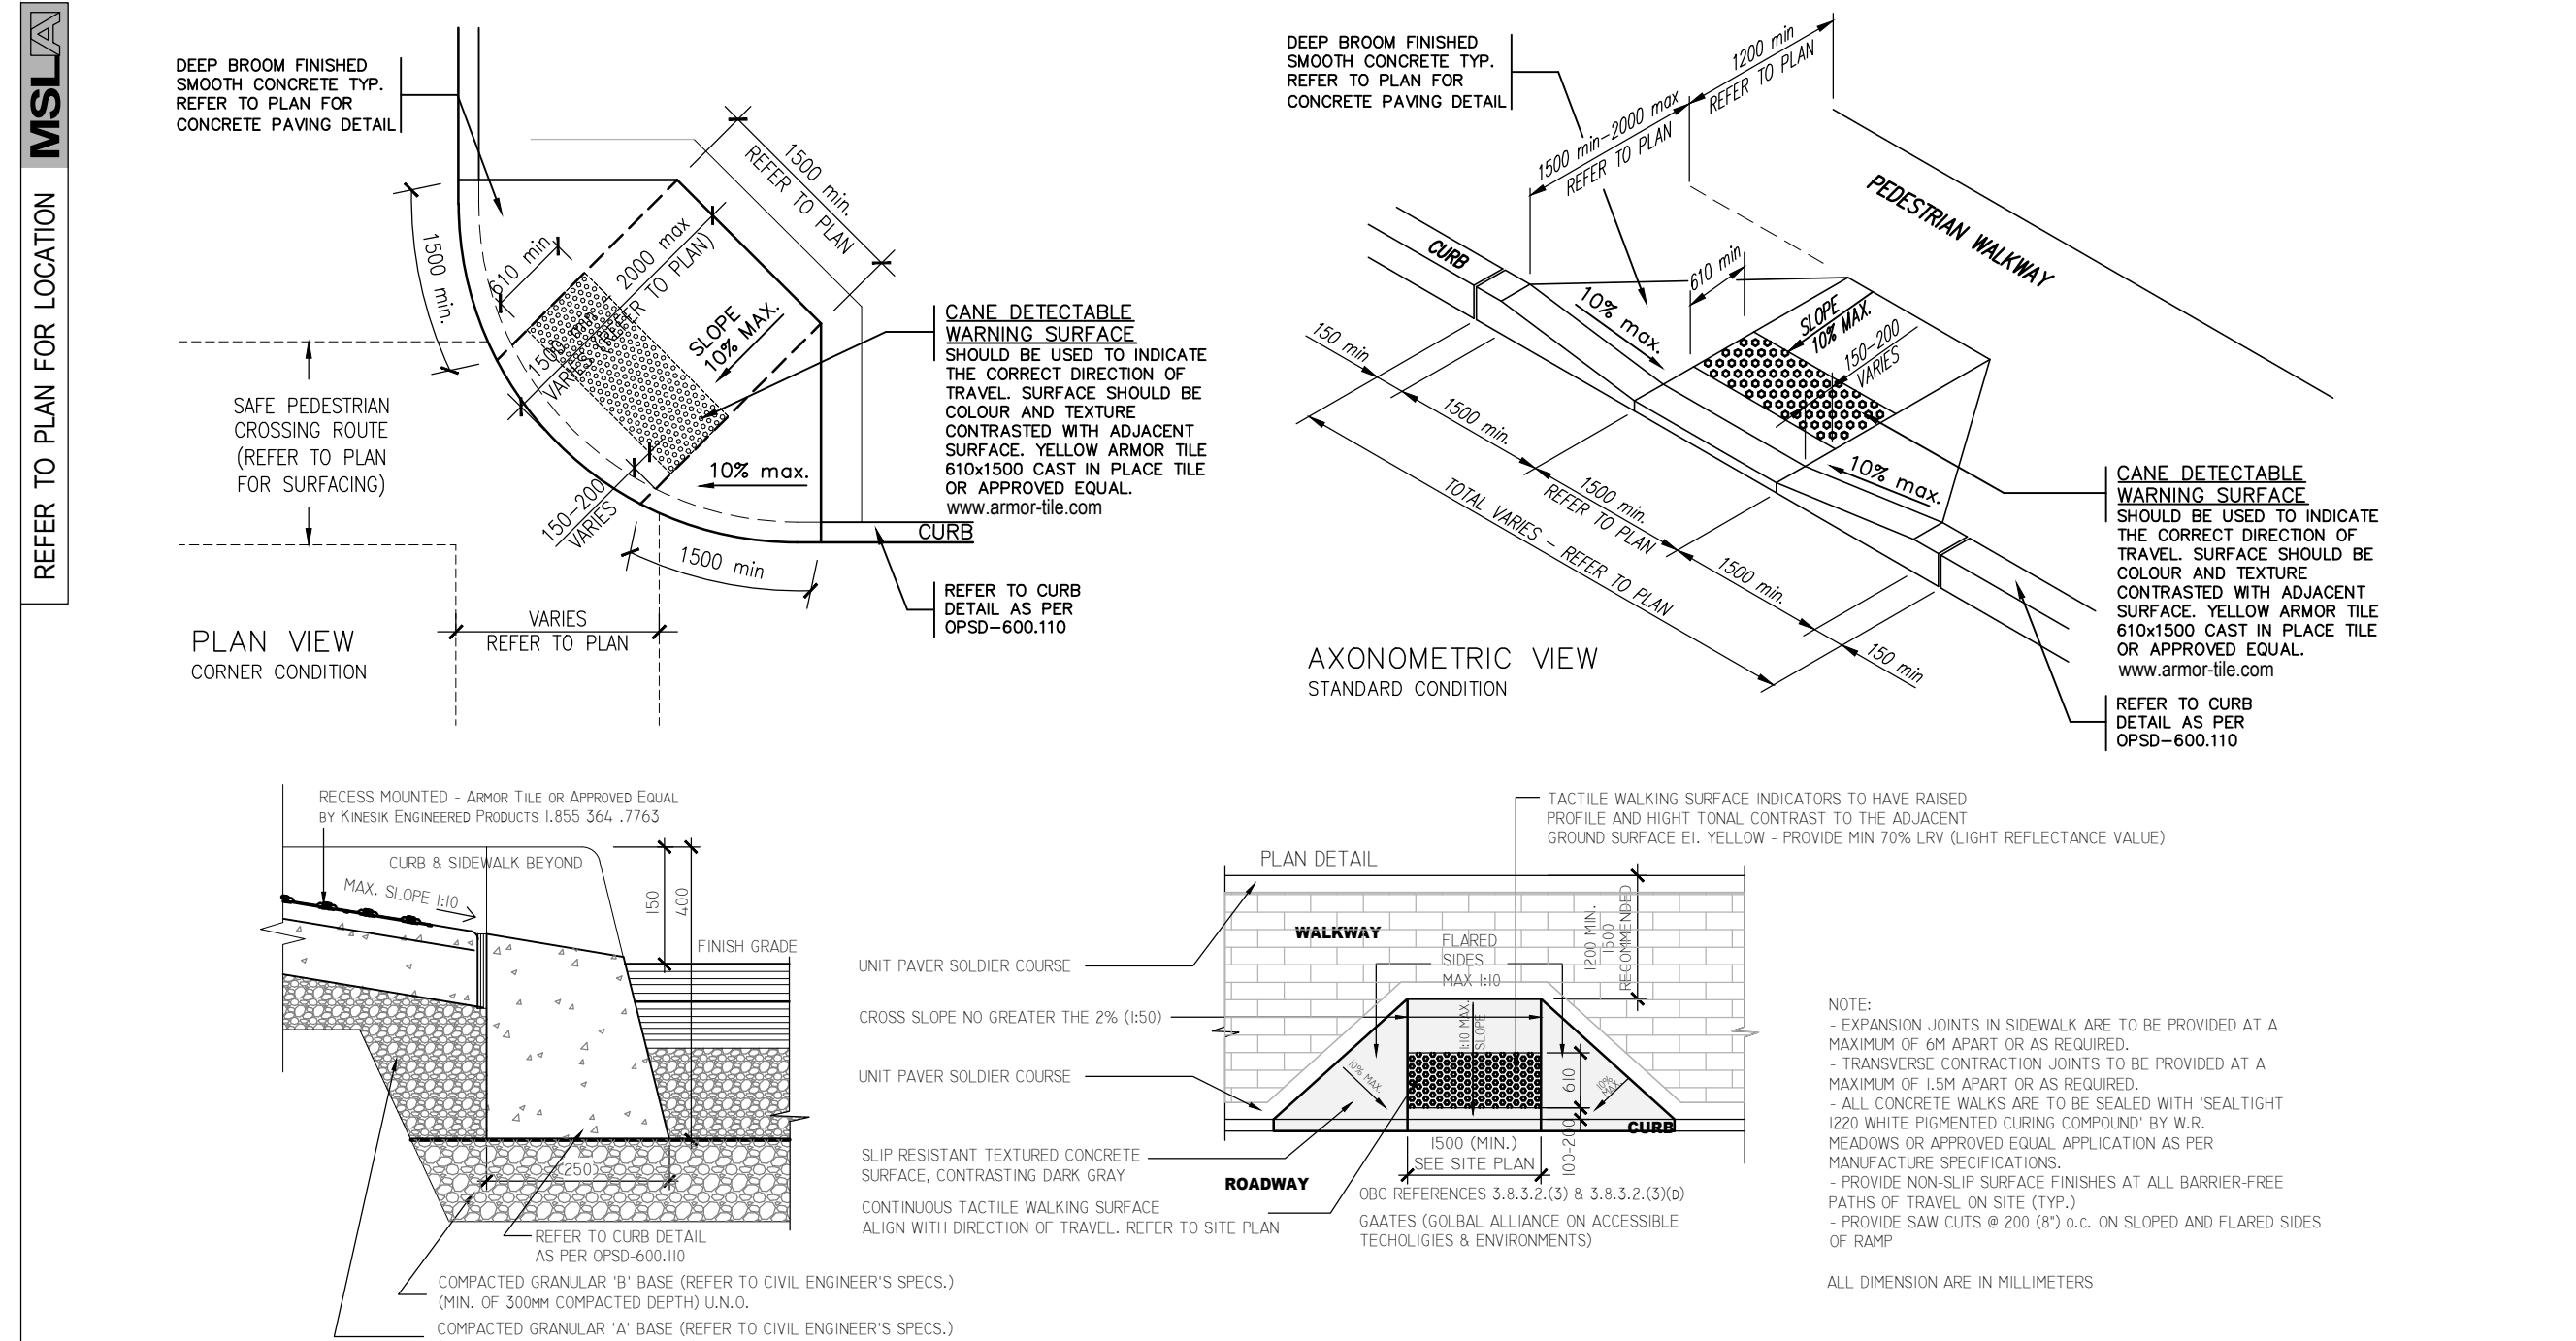 MSLA
REFER TO PLAN FOR LOCATION
DEEP BROOM FINISHED
SMOOTH CONCRETE TYP.
REFER TO PLAN FOR
CONCRETE PAVING DETAIL
1500 min.
REFER TO PLAN
1500 min.
610 min.
2000 max
REFER TO PLAN)
1500
SLOPE
10% MAX.
10% max.
150-200
VARIES
1500 min
CURB
SAFE PEDESTRIAN
CROSSING ROUTE
(REFER TO PLAN
FOR SURFACING)
VARIES
REFER TO PLAN
CANE DETECTABLE
WARNING SURFACE
SHOULD BE USED TO INDICATE
THE CORRECT DIRECTION OF
TRAVEL. SURFACE SHOULD BE
COLOUR AND TEXTURE
CONTRASTED WITH ADJACENT
SURFACE. YELLOW ARMOR TILE
610x1500 CAST IN PLACE TILE
OR APPROVED EQUAL.
www.armor-tile.com
REFER TO CURB
DETAIL AS PER
OPSD-600.110
PLAN VIEW
CORNER CONDITION
DEEP BROOM FINISHED
SMOOTH CONCRETE TYP.
REFER TO PLAN FOR
CONCRETE PAVING DETAIL
1200 min
REFER TO PLAN
1500 min-2000 max
REFER TO PLAN
PEDESTRIAN WALKWAY
CURB
610 min
10% max.
SLOPE
10% MAX.
150-200
VARIES
10% max.
150 min
1500 min.
1500 min.
REFER TO PLAN
1500 min.
150 min
TOTAL VARIES - REFER TO PLAN
CANE DETECTABLE
WARNING SURFACE
SHOULD BE USED TO INDICATE
THE CORRECT DIRECTION OF
TRAVEL. SURFACE SHOULD BE
COLOUR AND TEXTURE
CONTRASTED WITH ADJACENT
SURFACE. YELLOW ARMOR TILE
610x1500 CAST IN PLACE TILE
OR APPROVED EQUAL.
www.armor-tile.com
REFER TO CURB
DETAIL AS PER
OPSD-600.110
AXONOMETRIC VIEW
STANDARD CONDITION
RECESS MOUNTED - ARMOR TILE OR APPROVED EQUAL
BY KINESIK ENGINEERED PRODUCTS 1.855 364 .7763
CURB & SIDEWALK BEYOND
MAX. SLOPE 1:10
150
400
FINISH GRADE
(250)
REFER TO CURB DETAIL
AS PER OPSD-600.110
COMPACTED GRANULAR 'B' BASE (REFER TO CIVIL ENGINEER'S SPECS.)
(MIN. OF 300MM COMPACTED DEPTH) U.N.O.
COMPACTED GRANULAR 'A' BASE (REFER TO CIVIL ENGINEER'S SPECS.)
TACTILE WALKING SURFACE INDICATORS TO HAVE RAISED
PROFILE AND HIGHT TONAL CONTRAST TO THE ADJACENT
GROUND SURFACE EI. YELLOW - PROVIDE MIN 70% LRV (LIGHT REFLECTANCE VALUE)
PLAN DETAIL
WALKWAY
FLARED
SIDES
MAX 1:10
1200 MIN.
1500
RECOMMENDED
UNIT PAVER SOLDIER COURSE
CROSS SLOPE NO GREATER THE 2% (1:50)
1:10 MAX.
SLOPE
UNIT PAVER SOLDIER COURSE
10% MAX.
10%
MAX
610
CURB
100-200
SLIP RESISTANT TEXTURED CONCRETE
SURFACE, CONTRASTING DARK GRAY
1500 (MIN.)
SEE SITE PLAN
ROADWAY
CONTINUOUS TACTILE WALKING SURFACE
ALIGN WITH DIRECTION OF TRAVEL. REFER TO SITE PLAN
OBC REFERENCES 3.8.3.2.(3) & 3.8.3.2.(3)(D)
GAATES (GOLBAL ALLIANCE ON ACCESSIBLE
TECHOLIGIES & ENVIRONMENTS)
NOTE:
- EXPANSION JOINTS IN SIDEWALK ARE TO BE PROVIDED AT A
MAXIMUM OF 6M APART OR AS REQUIRED.
- TRANSVERSE CONTRACTION JOINTS TO BE PROVIDED AT A
MAXIMUM OF 1.5M APART OR AS REQUIRED.
- ALL CONCRETE WALKS ARE TO BE SEALED WITH 'SEALTIGHT
1220 WHITE PIGMENTED CURING COMPOUND' BY W.R.
MEADOWS OR APPROVED EQUAL APPLICATION AS PER
MANUFACTURE SPECIFICATIONS.
- PROVIDE NON-SLIP SURFACE FINISHES AT ALL BARRIER-FREE
PATHS OF TRAVEL ON SITE (TYP.)
- PROVIDE SAW CUTS @ 200 (8") o.c. ON SLOPED AND FLARED SIDES
OF RAMP
ALL DIMENSION ARE IN MILLIMETERS